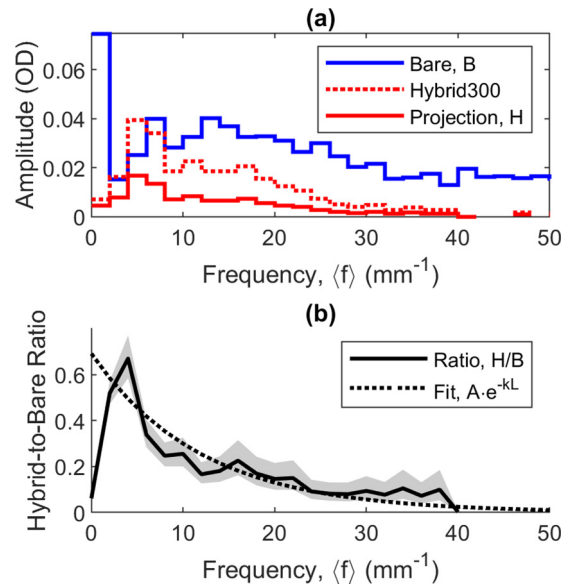 (a)
Amplitude (OD)
0.06
0.04
0.02
0
Bare, B
Hybrid300
Projection, H
0 10 20 30 40 50
Frequency, ⟨f⟩ (mm⁻¹)
(b)
Hybrid-to-Bare Ratio
0.6
0.4
0.2
0
Ratio, H/B
Fit, A·e⁻ᵏᴸ
0 10 20 30 40 50
Frequency, ⟨f⟩ (mm⁻¹)